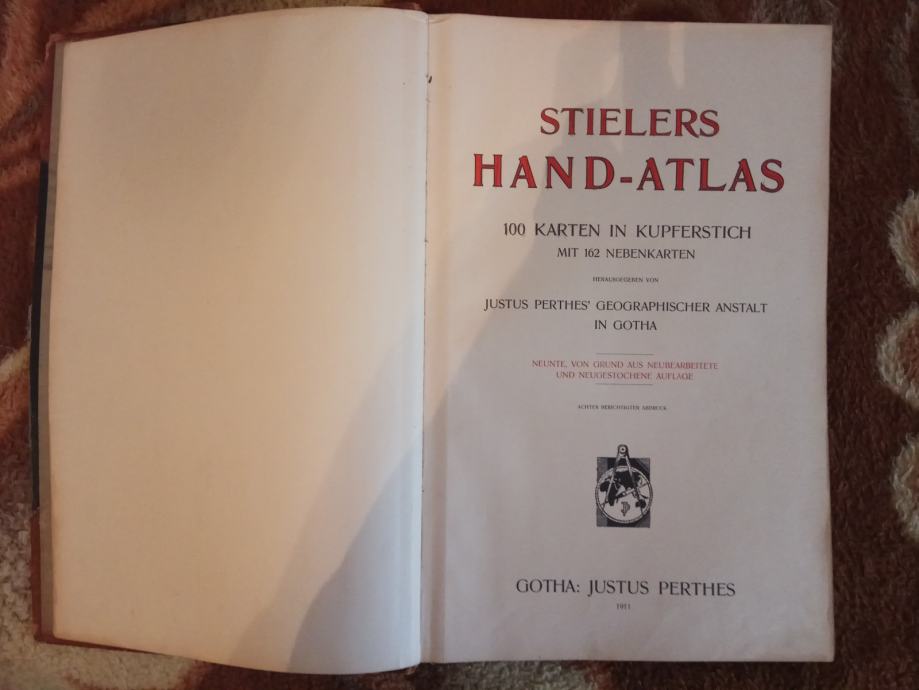 STIELERS
HAND-ATLAS
100 KARTEN IN KUPFERSTICH
MIT 162 NEBENKARTEN
HERAUSGEGEBEN VON
JUSTUS PERTHES' GEOGRAPHISCHER ANSTALT
IN GOTHA
NEUNTE, VON GRUND AUS NEUBEARBEITETE
UND NEUGESTOCHENE AUFLAGE
ACHTER BERICHTIGTER ABDRUCK
GOTHA: JUSTUS PERTHES
1911